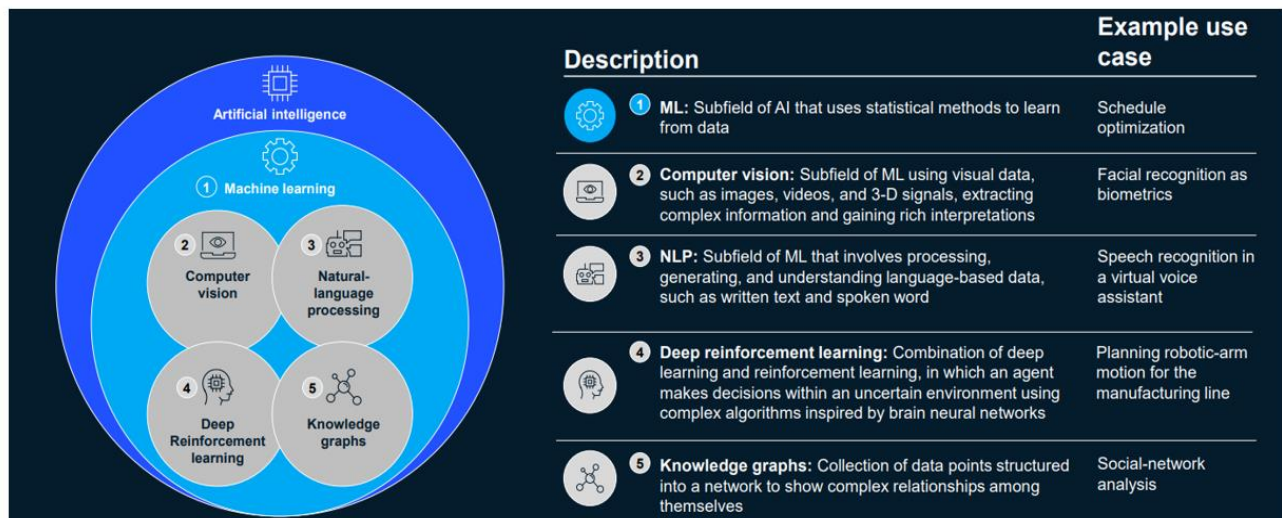 Artificial intelligence
1 Machine learning
2
Computer
vision
3
Natural-
language
processing
4
Deep
Reinforcement
learning
5
Knowledge
graphs
Description
Example use
case
1 ML: Subfield of AI that uses statistical methods to learn
from data
Schedule
optimization
2 Computer vision: Subfield of ML using visual data,
such as images, videos, and 3-D signals, extracting
complex information and gaining rich interpretations
Facial recognition as
biometrics
3 NLP: Subfield of ML that involves processing,
generating, and understanding language-based data,
such as written text and spoken word
Speech recognition in
a virtual voice
assistant
4 Deep reinforcement learning: Combination of deep
learning and reinforcement learning, in which an agent
makes decisions within an uncertain environment using
complex algorithms inspired by brain neural networks
Planning robotic-arm
motion for the
manufacturing line
5 Knowledge graphs: Collection of data points structured
into a network to show complex relationships among
themselves
Social-network
analysis